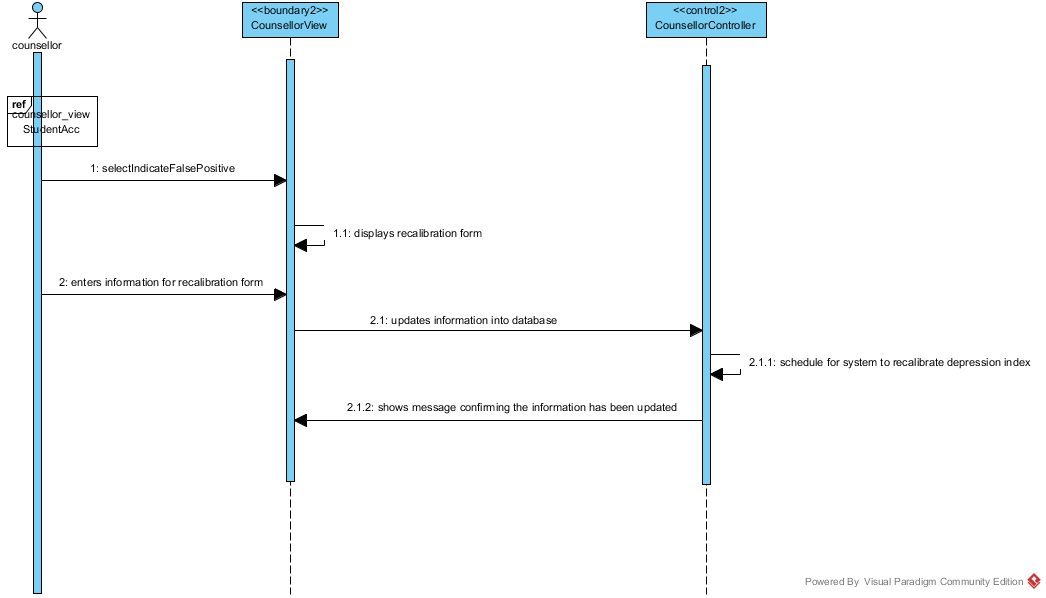 <<boundary2>>
CounsellorView
<<control2>>
CounsellorController
counsellor
ref
counsellor_view
StudentAcc
1: selectIndicateFalsePositive
1.1: displays recalibration form
2: enters information for recalibration form
2.1: updates information into database
2.1.1: schedule for system to recalibrate depression index
2.1.2: shows message confirming the information has been updated
Powered By Visual Paradigm Community Edition